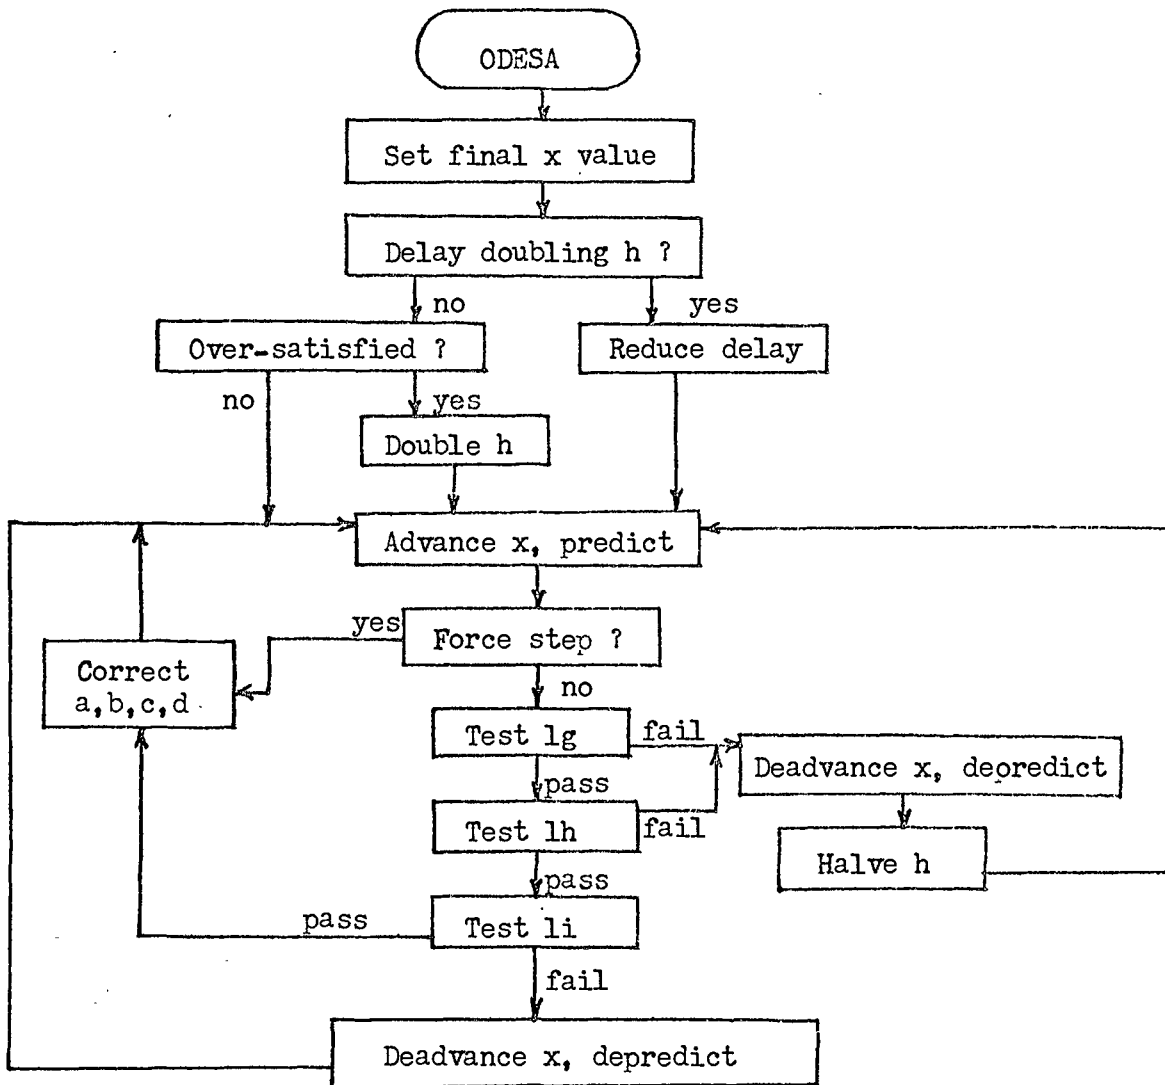 ODESA
Set final x value
Delay doubling h ?
no
yes
Over-satisfied ?
Reduce delay
no
yes
Double h
Advance x, predict
yes
Force step ?
Correct
a,b,c,d
no
Test lg
fail
Deadvance x, deoredict
pass
Test lh
fail
Halve h
pass
pass
Test li
fail
Deadvance x, depredict